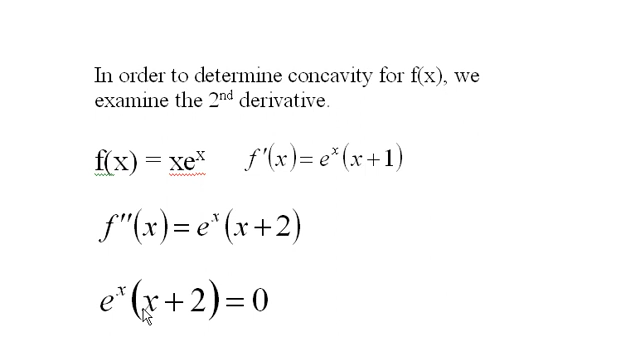 In order to determine concavity for f(x), we
examine the 2nd derivative.
f(x) = xeˣ f'(x)= eˣ(x+1)
f''(x)= eˣ(x+2)
eˣ(x+2)=0